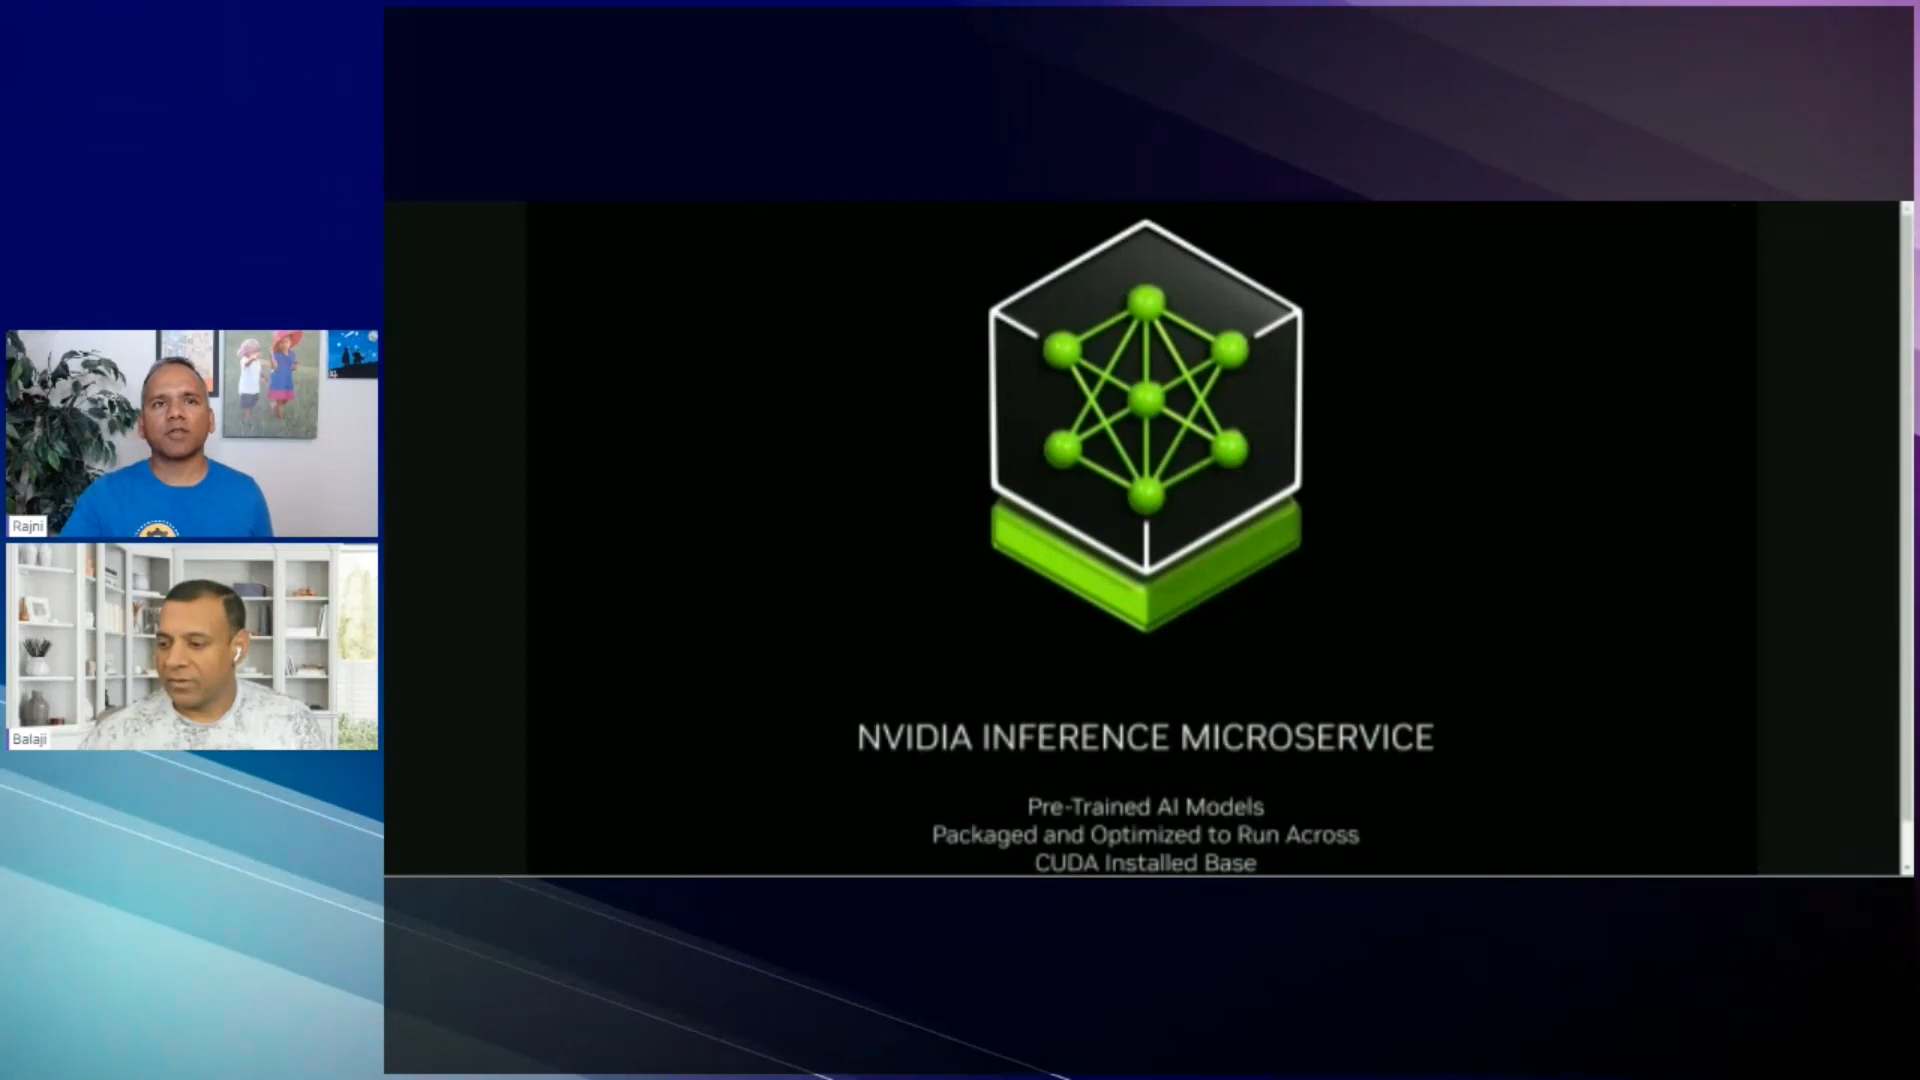 Rajni
Balaji
NVIDIA INFERENCE MICROSERVICE
Pre-Trained AI Models
Packaged and Optimized to Run Across
CUDA Installed Base